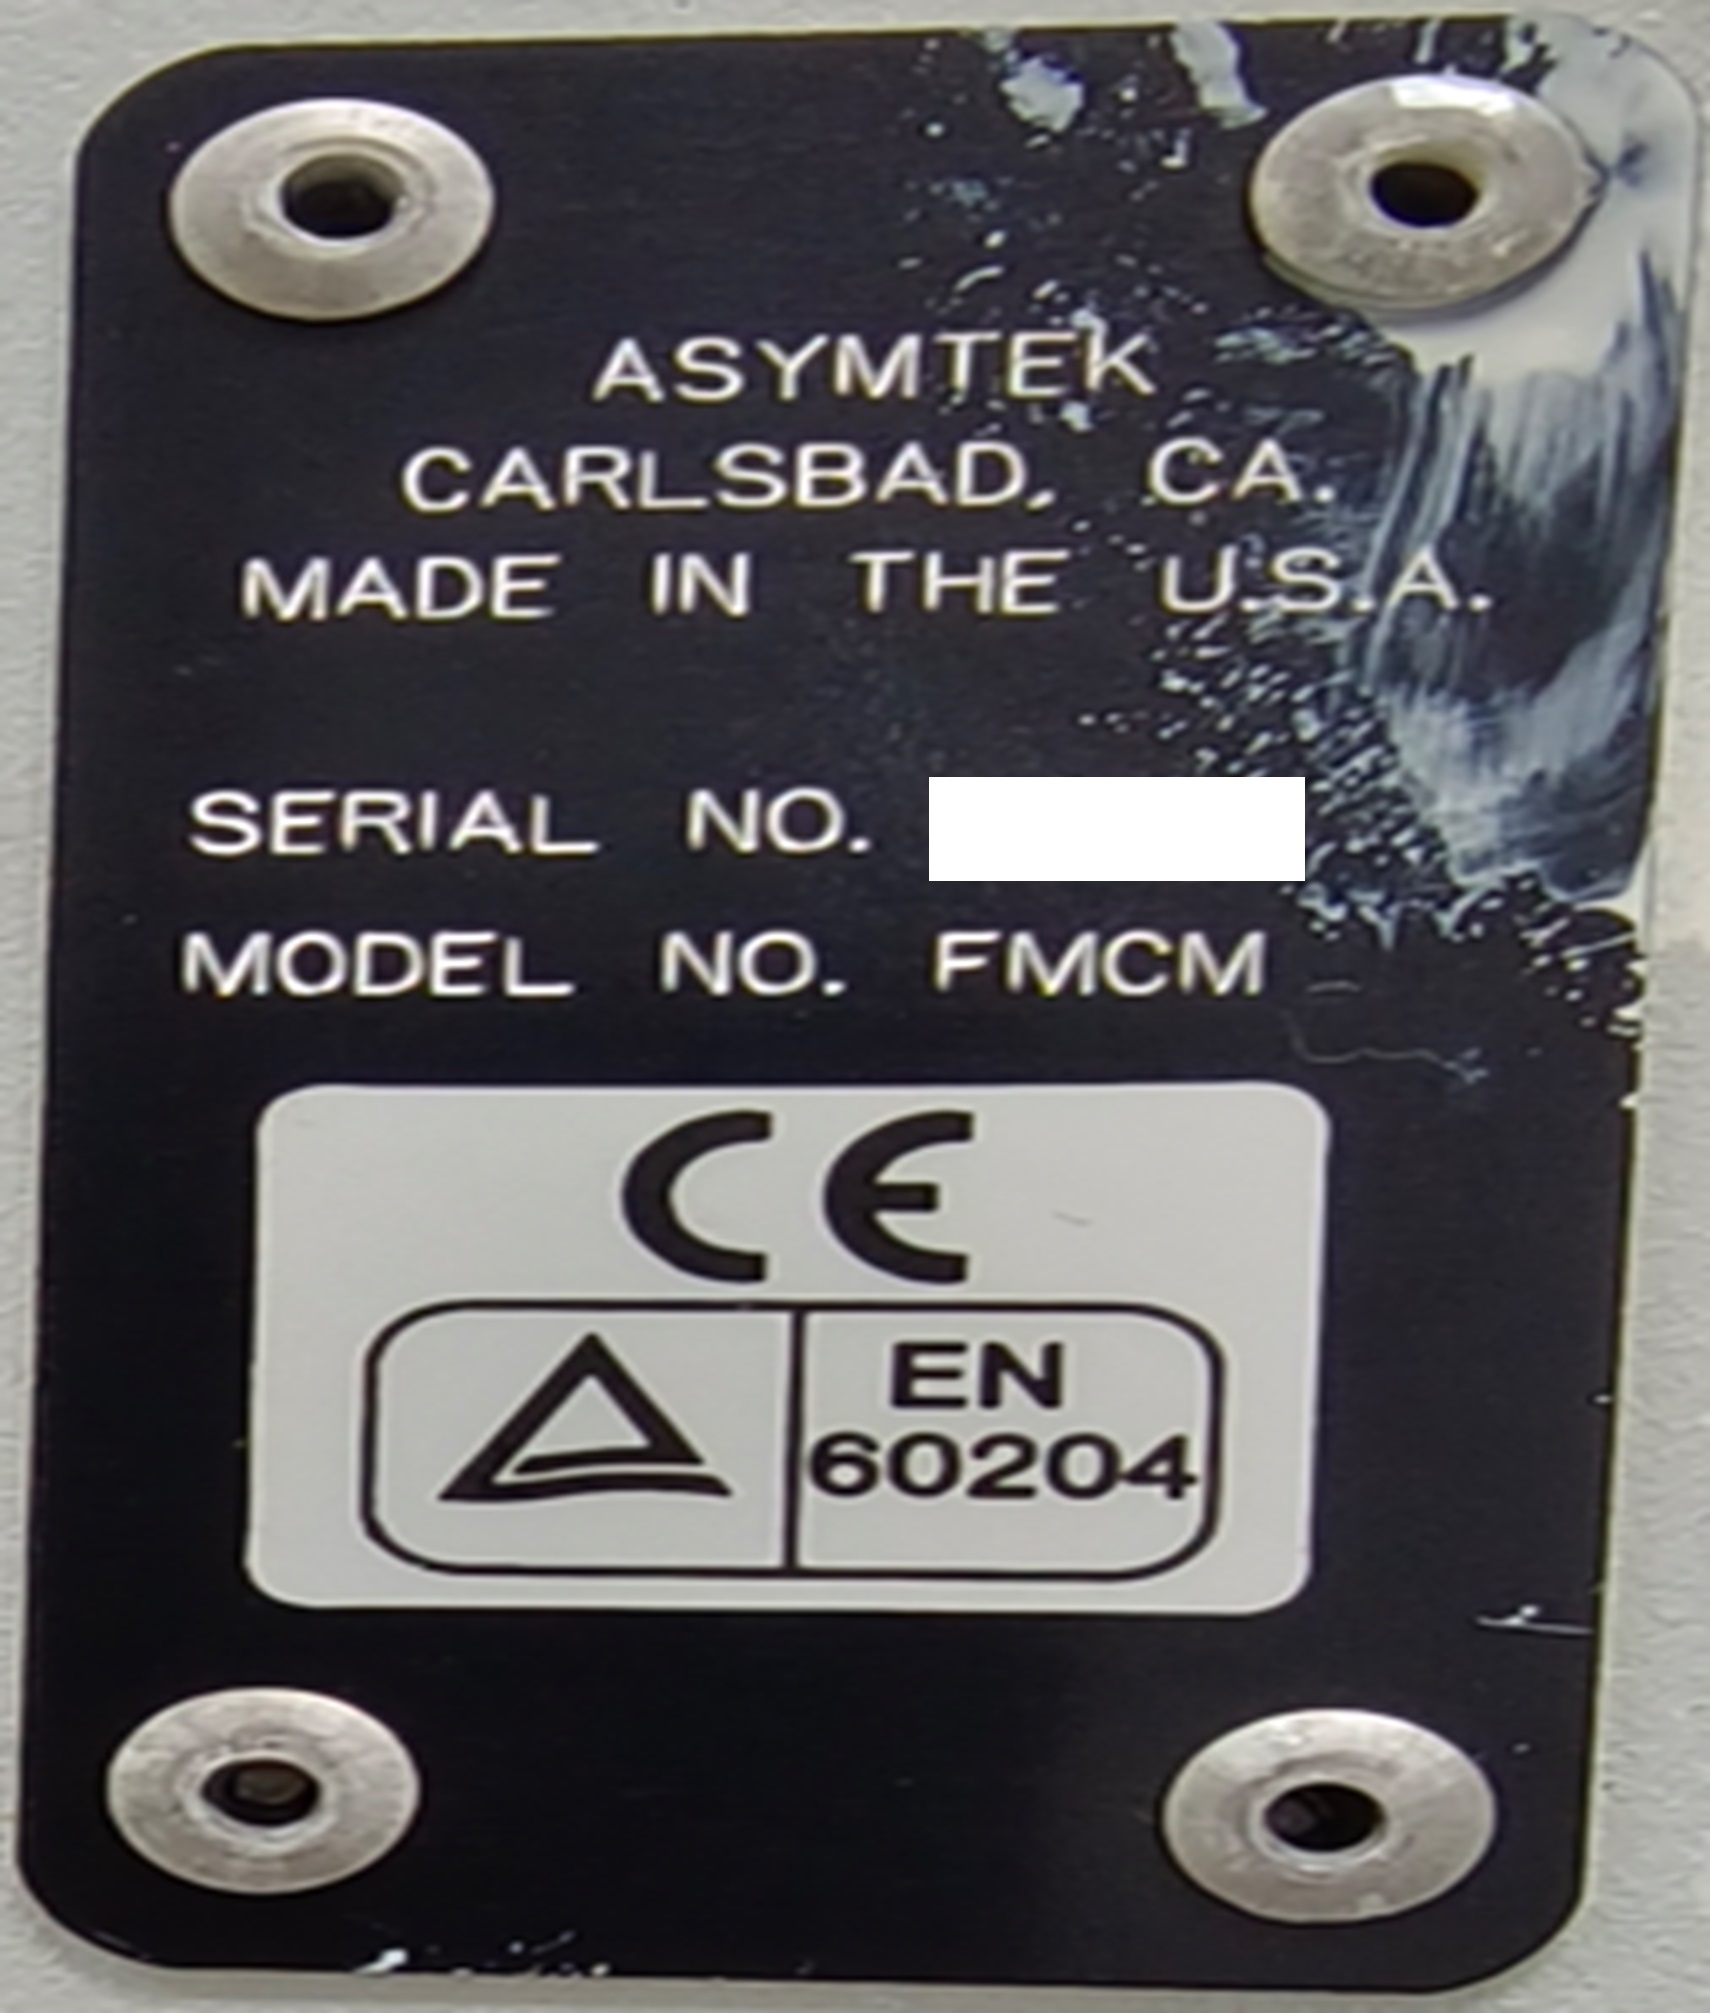 ASYMTEK
CARLSBAD, CA.
MADE IN THE U.S.A.
SERIAL NO.
MODEL NO. FMCM
CE
EN
60204